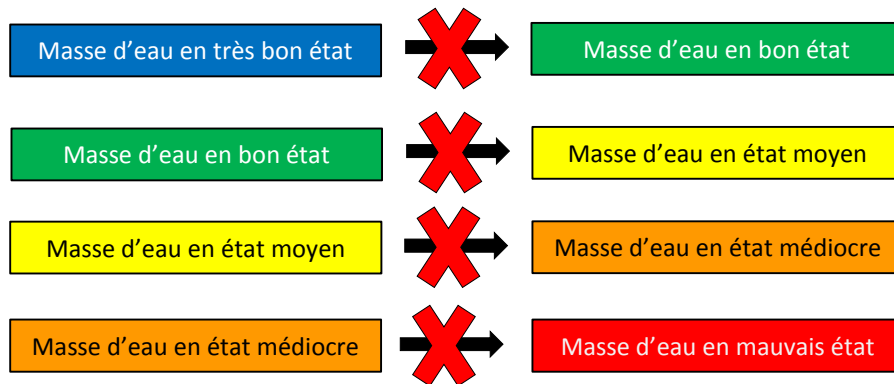 Masse d’eau en très bon état
Masse d’eau en bon état
Masse d’eau en bon état
Masse d’eau en état moyen
Masse d’eau en état moyen
Masse d’eau en état médiocre
Masse d’eau en état médiocre
Masse d’eau en mauvais état